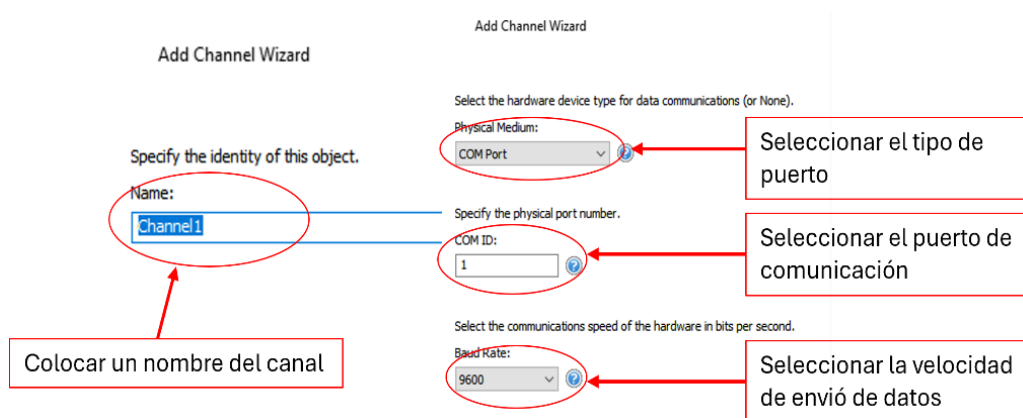 Add Channel Wizard
Specify the identity of this object.
Name:
Channel1
Colocar un nombre del canal
Add Channel Wizard
Select the hardware device type for data communications (or None).
Physical Medium:
COM Port
Seleccionar el tipo de
puerto
Specify the physical port number.
COM ID:
1
Seleccionar el puerto de
comunicación
Select the communications speed of the hardware in bits per second.
Baud Rate:
9600
Seleccionar la velocidad
de envió de datos